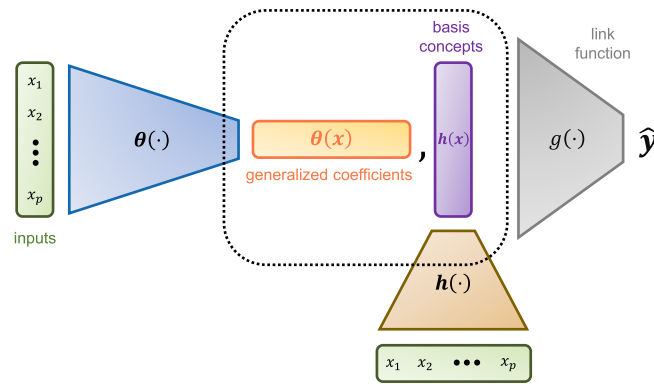 basis
concepts
link
function
x₁
x₂
•••
xₚ
inputs
θ(·)
θ(x)
generalized coefficients
,
h(x)
g(·)
ŷ
h(·)
x₁ x₂ ••• xₚ